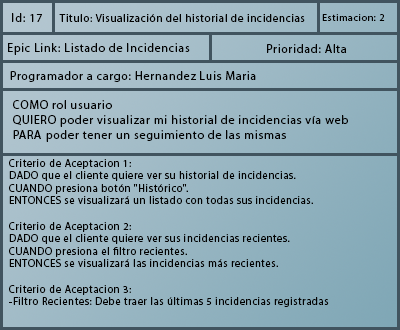 Id: 17
Titulo: Visualización del historial de incidencias
Estimacion: 2
Epic Link: Listado de Incidencias
Prioridad: Alta
Programador a cargo: Hernandez Luis Maria
COMO rol usuario
QUIERO poder visualizar mi historial de incidencias vía web
PARA poder tener un seguimiento de las mismas
Criterio de Aceptacion 1:
DADO que el cliente quiere ver su historial de incidencias.
CUANDO presiona botón "Histórico".
ENTONCES se visualizará un listado con todas sus incidencias.
Criterio de Aceptacion 2:
DADO que el cliente quiere ver sus incidencias recientes.
CUANDO presiona el filtro recientes.
ENTONCES se visualizará las incidencias más recientes.
Criterio de Aceptacion 3:
-Filtro Recientes: Debe traer las últimas 5 incidencias registradas